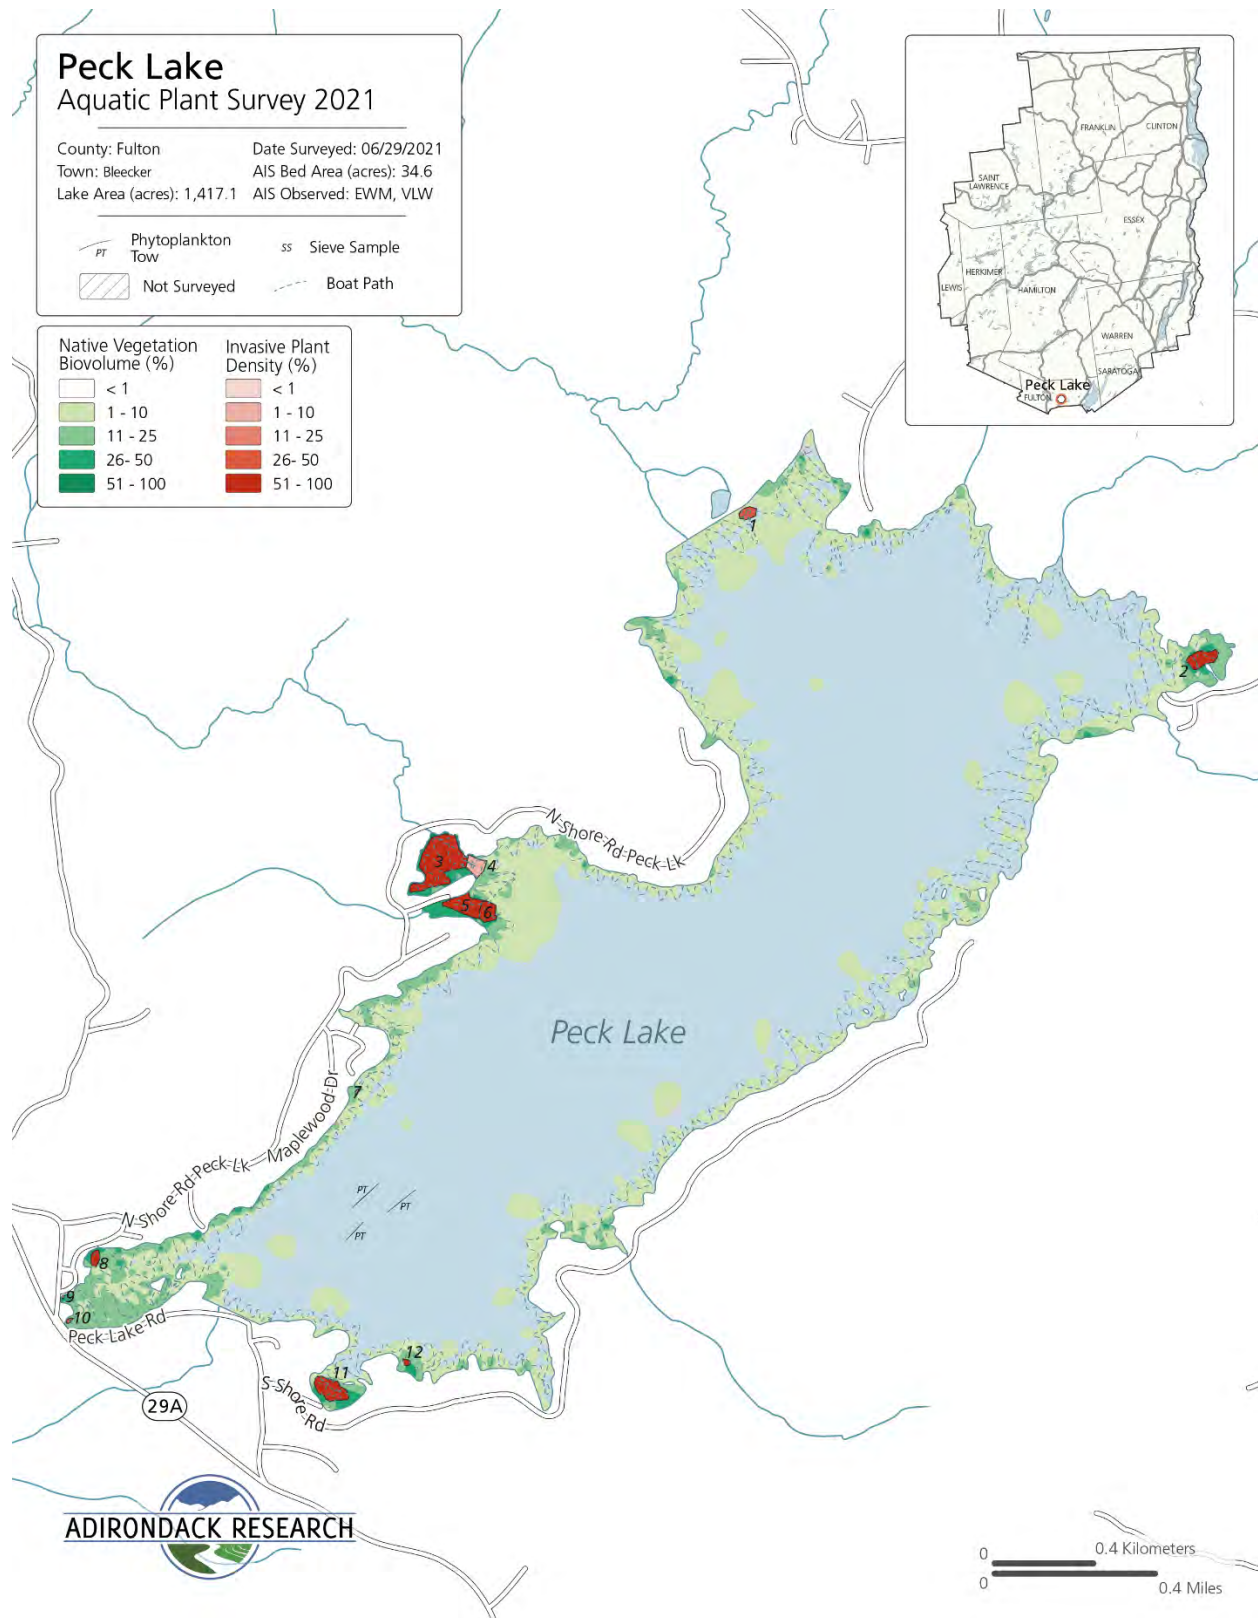 Peck Lake
Aquatic Plant Survey 2021
County: Fulton
Date Surveyed: 06/29/2021
Town: Bleecker
AIS Bed Area (acres): 34.6
Lake Area (acres): 1,417.1
AIS Observed: EWM, VLW
PT
Phytoplankton
Tow
SS
Sieve Sample
Not Surveyed
Boat Path
Native Vegetation
Biovolume (%)
< 1
1 - 10
11 - 25
26- 50
51 - 100
Invasive Plant
Density (%)
< 1
1 - 10
11 - 25
26- 50
51 - 100
FRANKLIN
CLINTON
SAINT
LAWRENCE
ESSEX
HERKIMER
LEWIS
HAMILTON
WARREN
SARATOGA
Peck Lake
FULTON
1
2
N-Shore-Rd-Peck-Lk
3
4
5
6
Peck Lake
7
Maplewood-Dr
N-Shore-Rd-Peck-Lk
PT
PT
PT
8
9
10
Peck-Lake-Rd
12
11
S-Shore-Rd
29A
ADIRONDACK RESEARCH
0
0.4 Kilometers
0
0.4 Miles